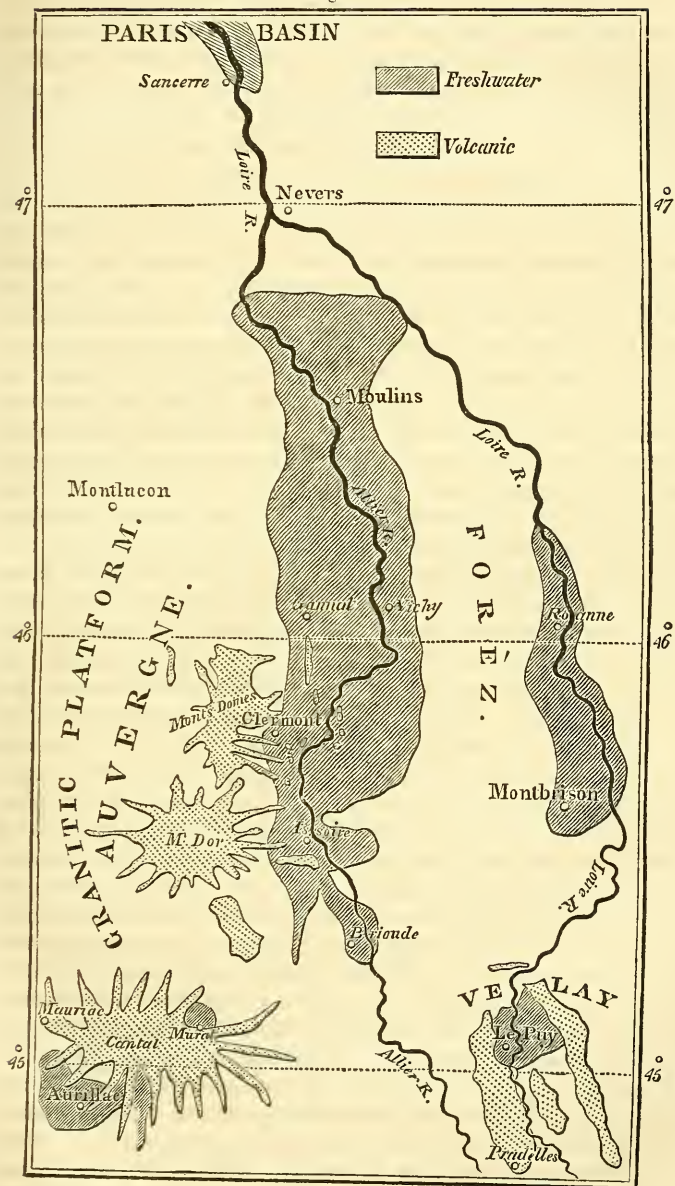 PARIS BASIN
Sancerre
Freshwater
Volcanic
Loire R.
Nevers
47°
47°
Moulins
Loire R.
Allier R.
Montlucon
FORÉZ.
Gannat
Vichy
Roanne
46°
46°
GRANITIC PLATFORM.
AUVERGNE.
Monts Domes
Clermont
Montbrison
Mt. Dor
Issoire
Loire R.
Brioude
VELAY
Mauriac
Murat
Cantal
Le Puy
45°
45°
Aurillac
Allier R.
Pradelles